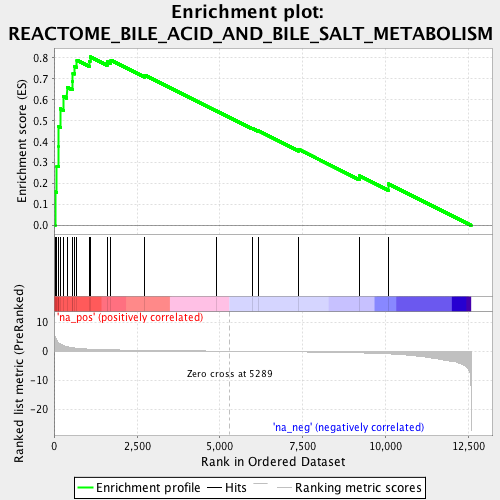 Enrichment plot:
REACTOME_BILE_ACID_AND_BILE_SALT_METABOLISM
Enrichment score (ES)
0.8
0.7
0.6
0.5
0.4
0.3
0.2
0.1
0.0
'na_pos' (positively correlated)
Ranked list metric (PreRanked)
10
5
0
-5
-10
-15
-20
Zero cross at 5289
'na_neg' (negatively correlated)
0
2,500
5,000
7,500
10,000
12,500
Rank in Ordered Dataset
Enrichment profile
Hits
Ranking metric scores